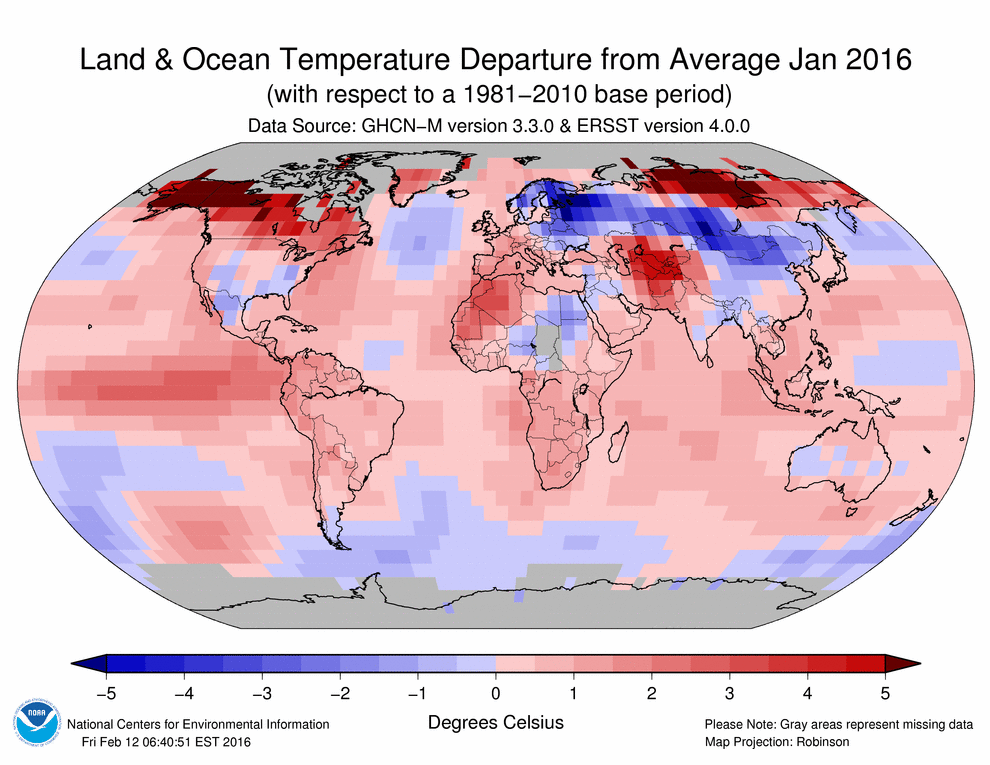 Land & Ocean Temperature Departure from Average Jan 2016
(with respect to a 1981−2010 base period)
Data Source: GHCN−M version 3.3.0 & ERSST version 4.0.0
−5 −4 −3 −2 −1 0 1 2 3 4 5
Degrees Celsius
NOAA
National Centers for Environmental Information
Fri Feb 12 06:40:51 EST 2016
Please Note: Gray areas represent missing data
Map Projection: Robinson